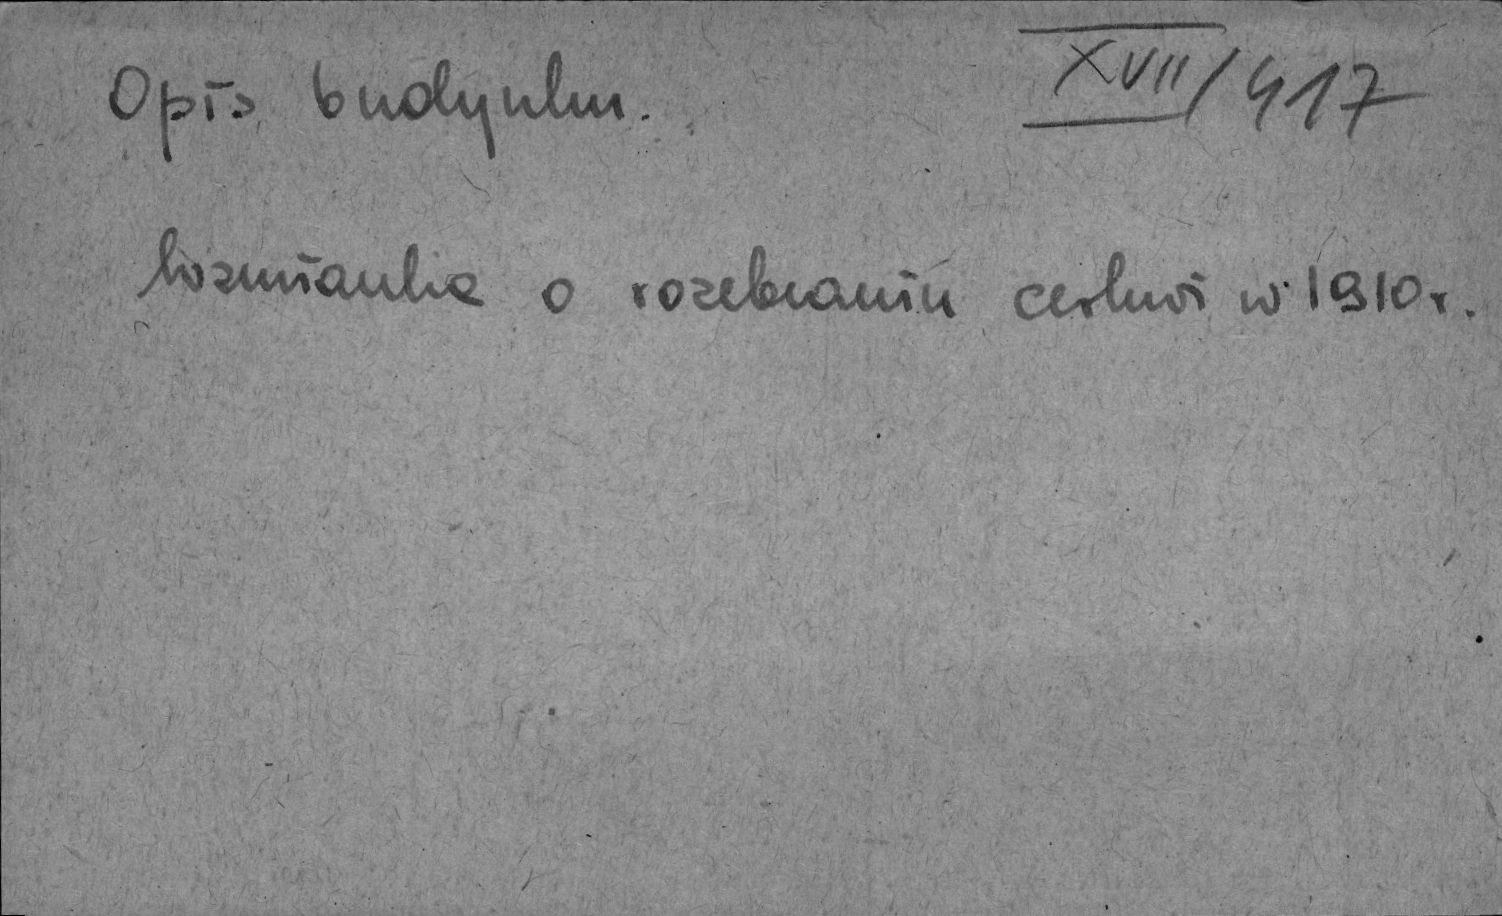 XVII/417
Opis budynku.
Wzmianka o rozebraniu cerkwi w 1910 r.